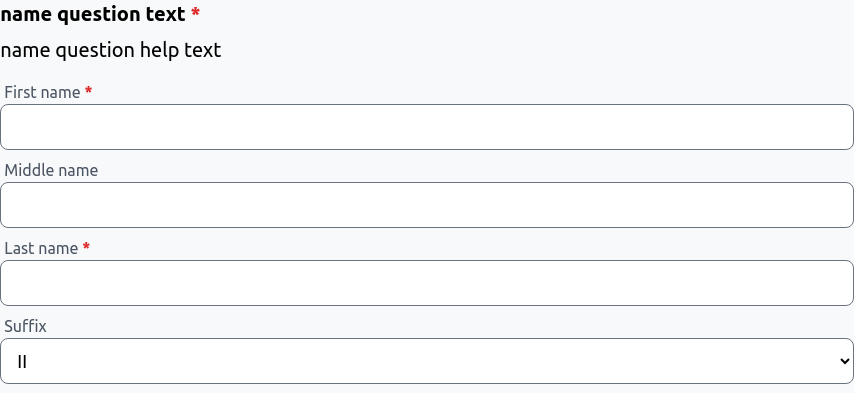 name question text *
name question help text
First name *
Middle name
Last name *
Suffix
II